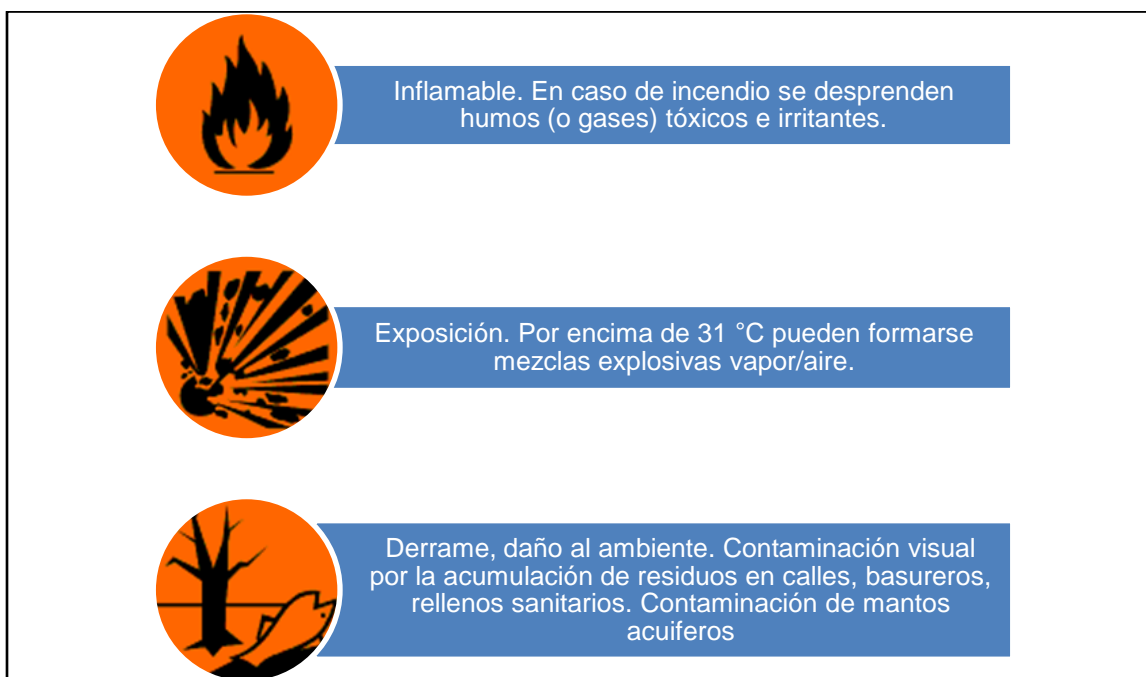 Inflamable. En caso de incendio se desprenden
humos (o gases) tóxicos e irritantes.
Exposición. Por encima de 31 °C pueden formarse
mezclas explosivas vapor/aire.
Derrame, daño al ambiente. Contaminación visual
por la acumulación de residuos en calles, basureros,
rellenos sanitarios. Contaminación de mantos
acuiferos